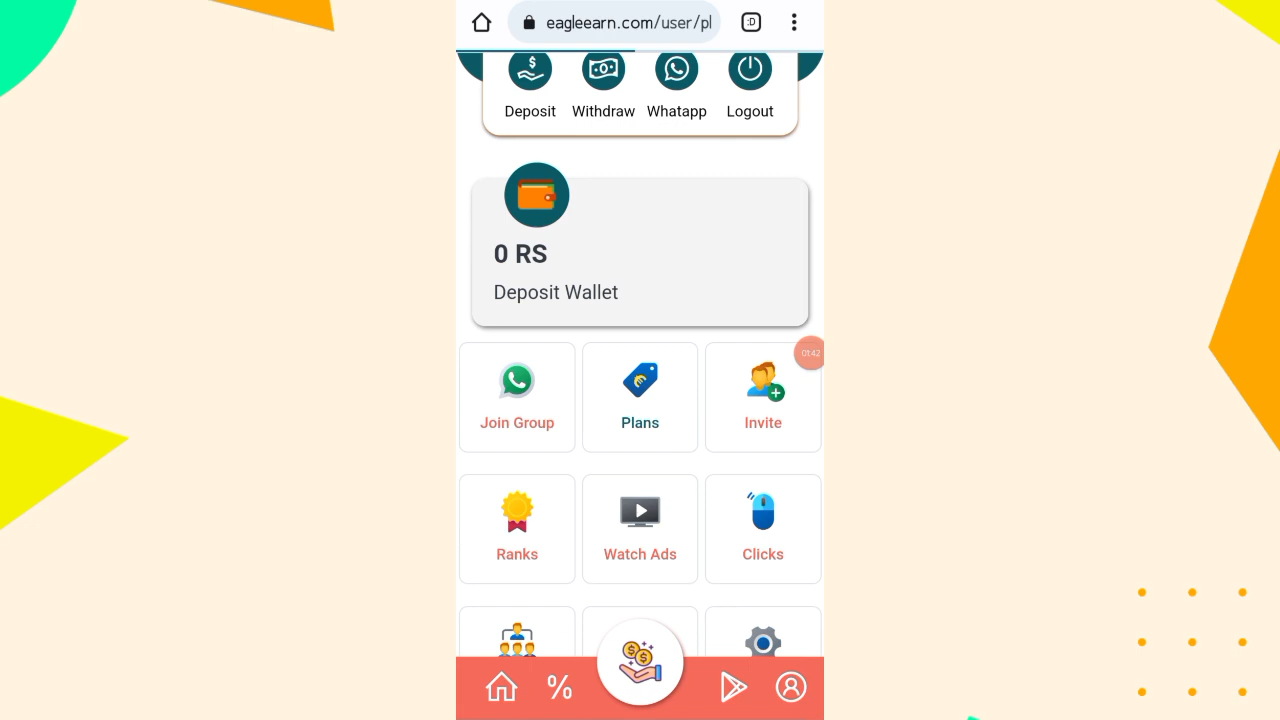 eagleearn.com/user/pl
:D
Deposit Withdraw Whatapp Logout
0 RS
Deposit Wallet
01:42
Join Group Plans Invite
Ranks Watch Ads Clicks
%